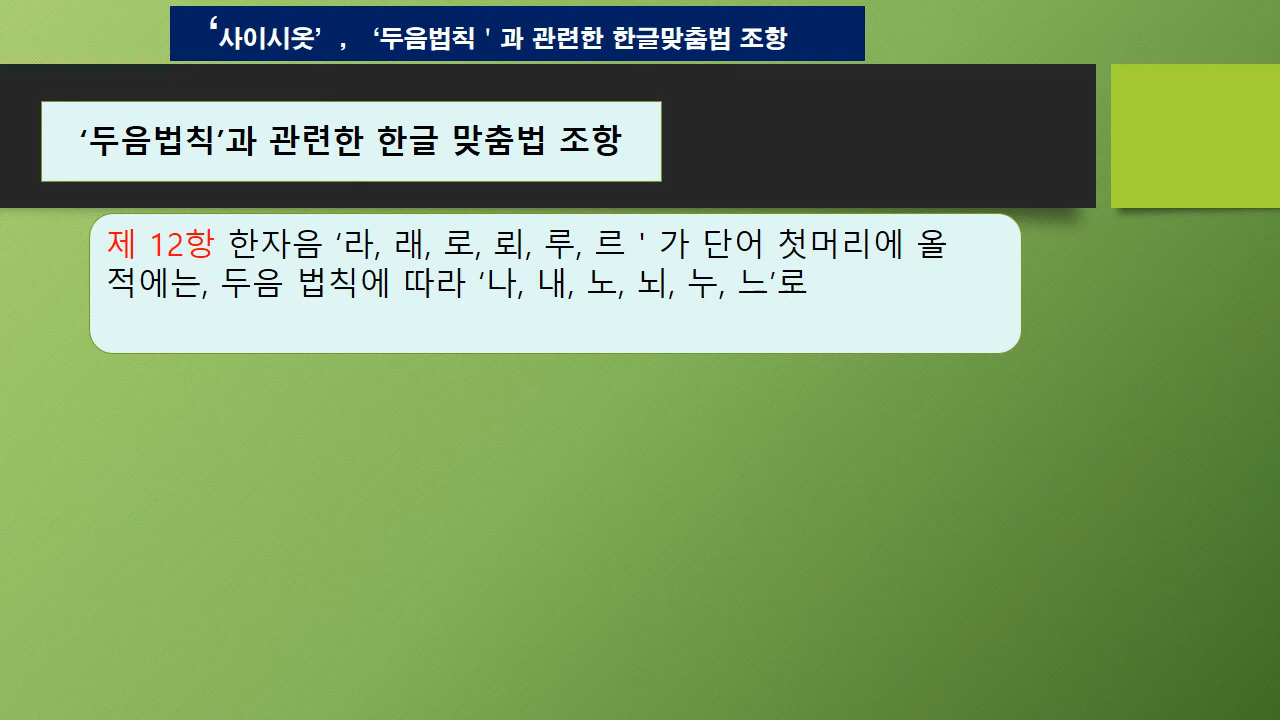 ‘사이시옷’ , ‘두음법칙 ' 과 관련한 한글맞춤법 조항
‘두음법칙’과 관련한 한글 맞춤법 조항
제 12항 한자음 ‘라, 래, 로, 뢰, 루, 르 ' 가 단어 첫머리에 올
적에는, 두음 법칙에 따라 ‘나, 내, 노, 뇌, 누, 느’로